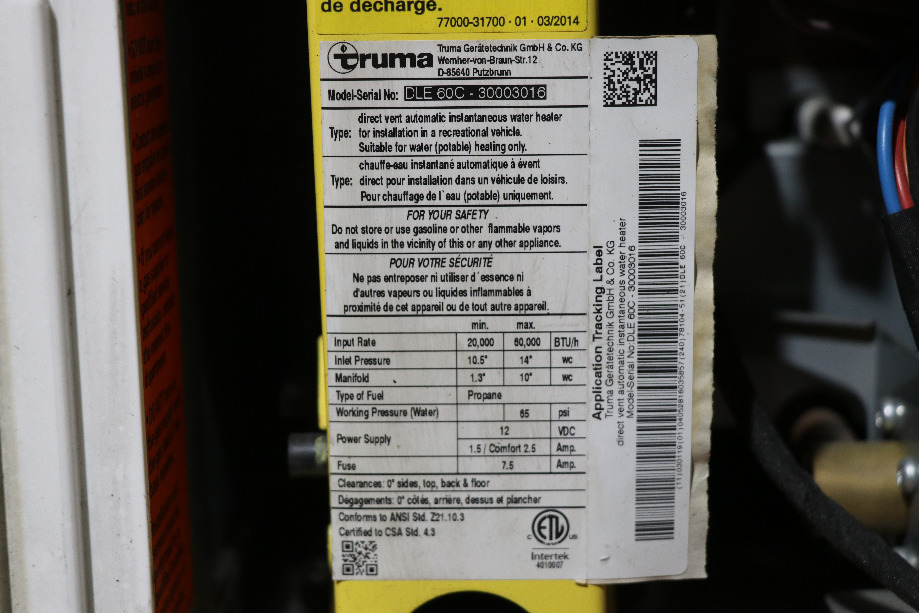 de décharge.
77000-31700 · 01 · 03/2014
truma
Truma Gerätetechnik GmbH & Co. KG
Wernher-von-Braun-Str.12
D-85640 Putzbrunn
Model-Serial No: DLE 60C - 30003016
Type: direct vent automatic instantaneous water heater
for installation in a recreational vehicle.
Suitable for water (potable) heating only.
chauffe-eau instantané automatique à évent
Type: direct pour installation dans un véhicule de loisirs.
Pour chauffage de l'eau (potable) uniquement.
FOR YOUR SAFETY
Do not store or use gasoline or other flammable vapors
and liquids in the vicinity of this or any other appliance.
POUR VOTRE SÉCURITÉ
Ne pas entreposer ni utiliser d'essence ni
d'autres vapeurs ou liquides inflammables à
proximité de cet appareil ou de tout autre appareil.
min. max.
Input Rate 20,000 60,000 BTU/h
Inlet Pressure 10.5" 14" wc
Manifold 1.3" 10" wc
Type of Fuel Propane
Working Pressure (Water) 65 psi
Power Supply 12 VDC
1.5 / Comfort 2.5 Amp.
Fuse 7.5 Amp.
Clearances: 0" sides, top, back & floor
Dégagements: 0" côtés, arrière, dessus et plancher
Conforms to ANSI Std. Z21.10.3
Certified to CSA Std. 4.3
ETL
C US
Intertek
4010007
Application Tracking Label
Truma Gerätetechnik GmbH & Co. KG
direct vent automatic instantaneous water heater
Model-Serial No: DLE 60C - 30003016